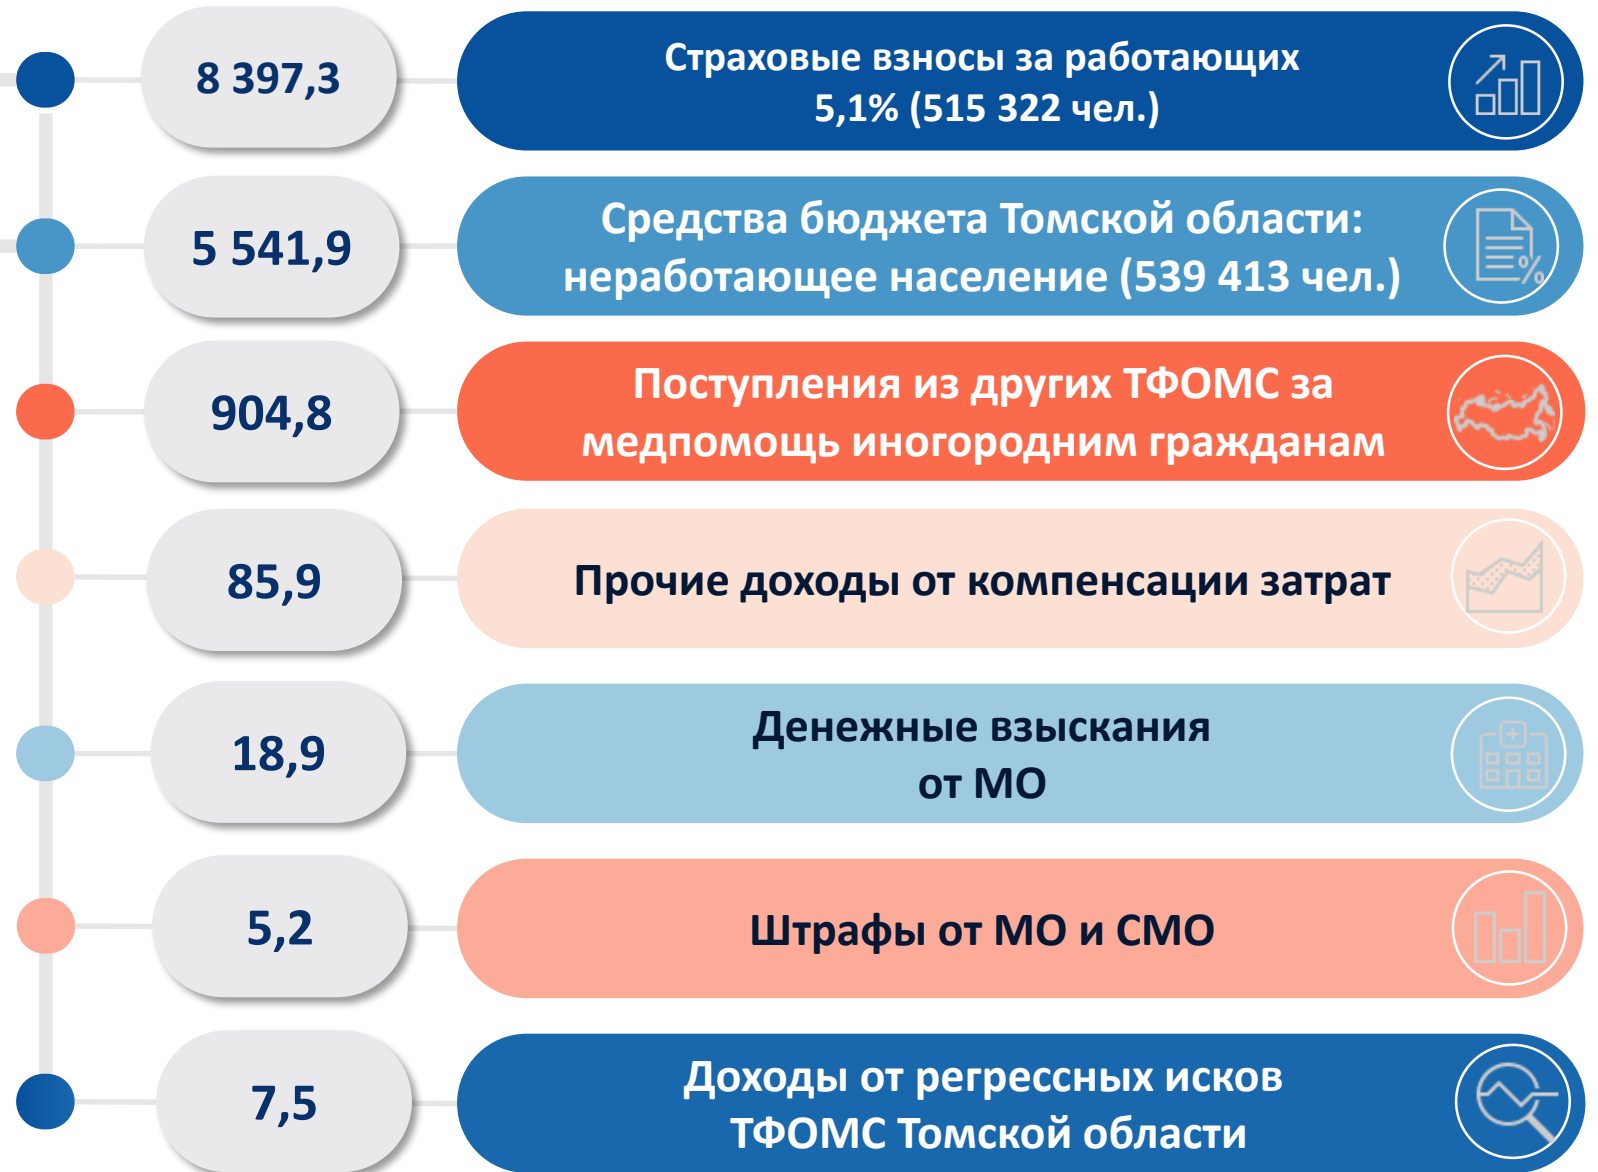 8 397,3
Страховые взносы за работающих
5,1% (515 322 чел.)
5 541,9
Средства бюджета Томской области:
неработающее население (539 413 чел.)
%
904,8
Поступления из других ТФОМС за
медпомощь иногородним гражданам
85,9
Прочие доходы от компенсации затрат
18,9
Денежные взыскания
от МО
5,2
Штрафы от МО и СМО
7,5
Доходы от регрессных исков
ТФОМС Томской области